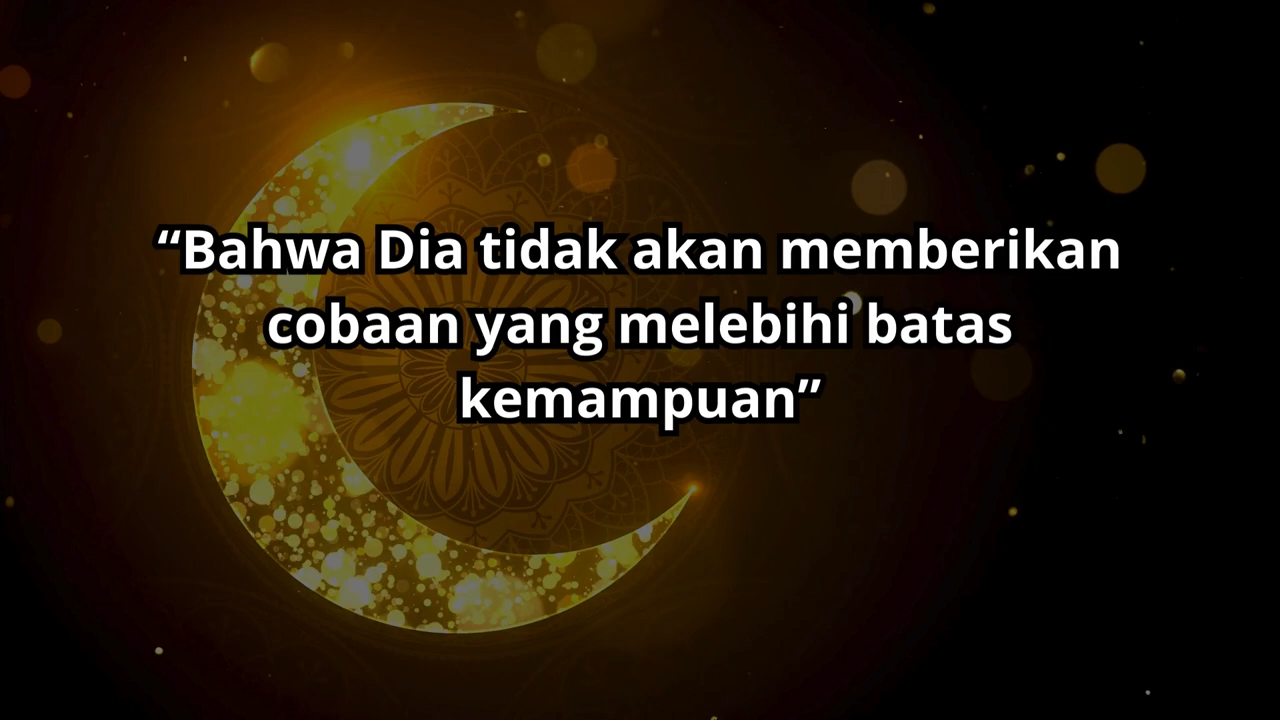 “Bahwa Dia tidak akan memberikan
cobaan yang melebihi batas
kemampuan”